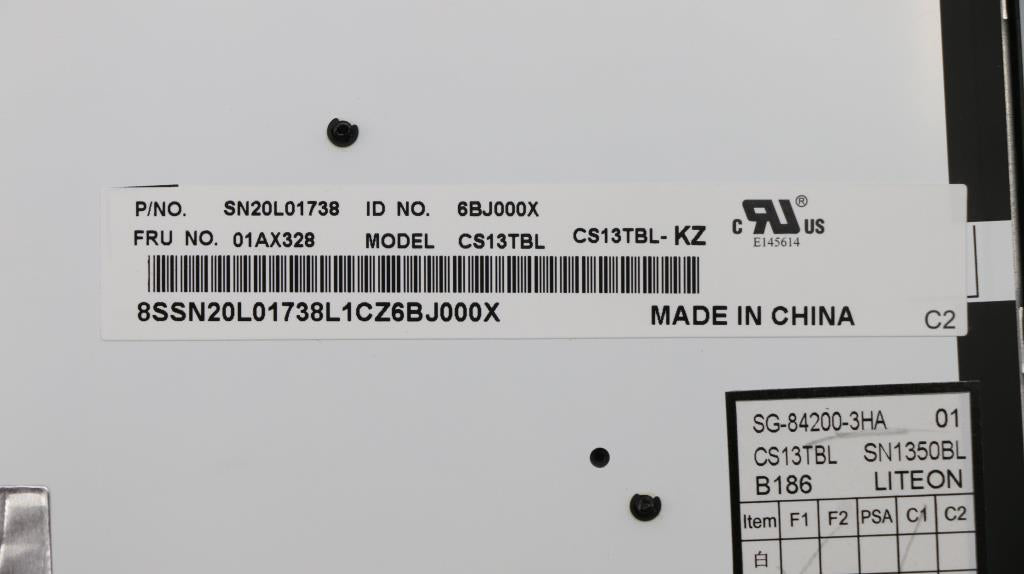 P/NO. SN20L01738 ID NO. 6BJ000X
FRU NO. 01AX328 MODEL CS13TBL CS13TBL-KZ
C RU ® US
E145614
8SSN20L01738L1CZ6BJ000X MADE IN CHINA C2
SG-84200-3HA 01
CS13TBL SN1350BL
B186 LITEON
Item F1 F2 PSA C1 C2
白